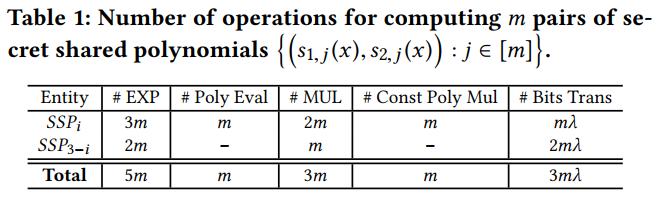 Table 1: Number of operations for computing m pairs of se-
cret shared polynomials {(s₁,ⱼ(x), s₂,ⱼ(x)) : j ∈ [m]}.
Entity # EXP # Poly Eval # MUL # Const Poly Mul # Bits Trans
SSPᵢ 3m m 2m m mλ
SSP₃₋ᵢ 2m – m – 2mλ
Total 5m m 3m m 3mλ